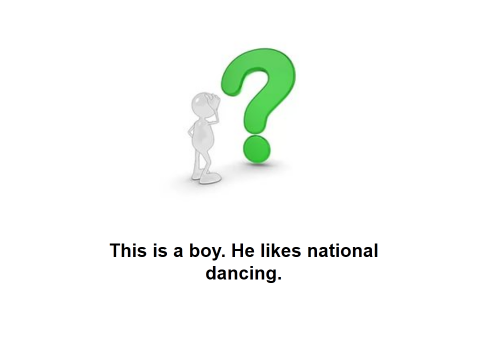 This is a boy. He likes national
dancing.